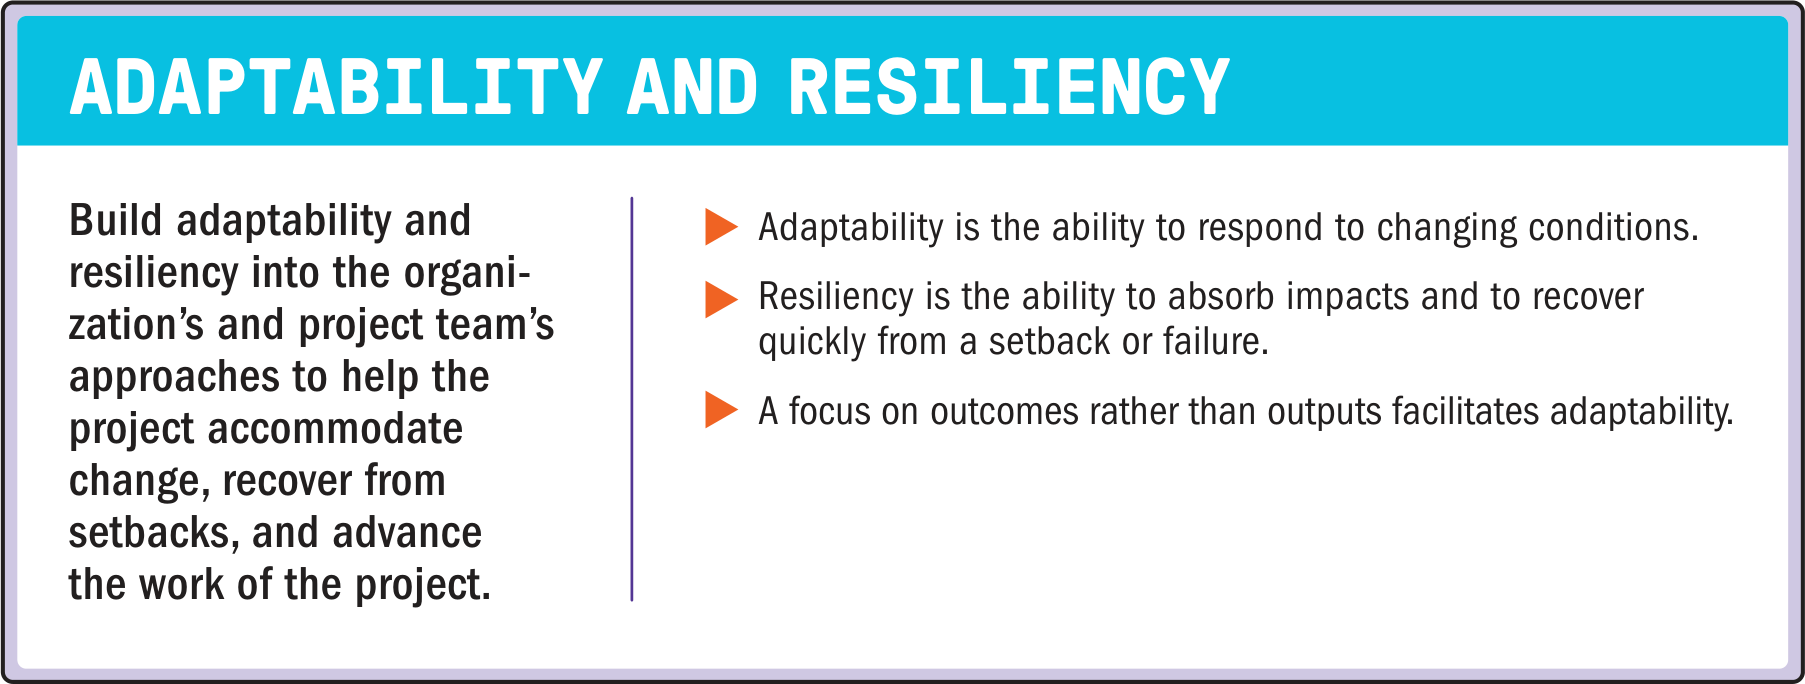 ADAPTABILITY AND RESILIENCY
Build adaptability and
resiliency into the organi-
zation’s and project team’s
approaches to help the
project accommodate
change, recover from
setbacks, and advance
the work of the project.
Adaptability is the ability to respond to changing conditions.
Resiliency is the ability to absorb impacts and to recover
quickly from a setback or failure.
A focus on outcomes rather than outputs facilitates adaptability.